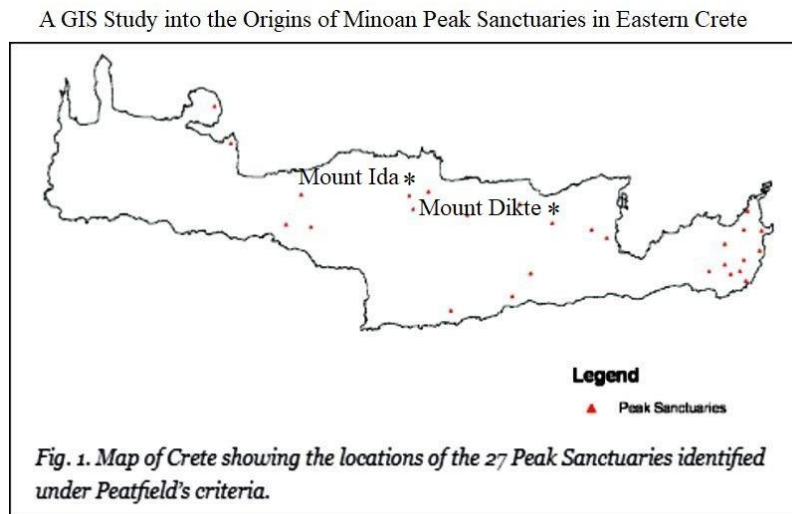 A GIS Study into the Origins of Minoan Peak Sanctuaries in Eastern Crete
Mount Ida *
Mount Dikte *
Legend
Peak Sanctuaries
Fig. 1. Map of Crete showing the locations of the 27 Peak Sanctuaries identified
under Peatfield's criteria.